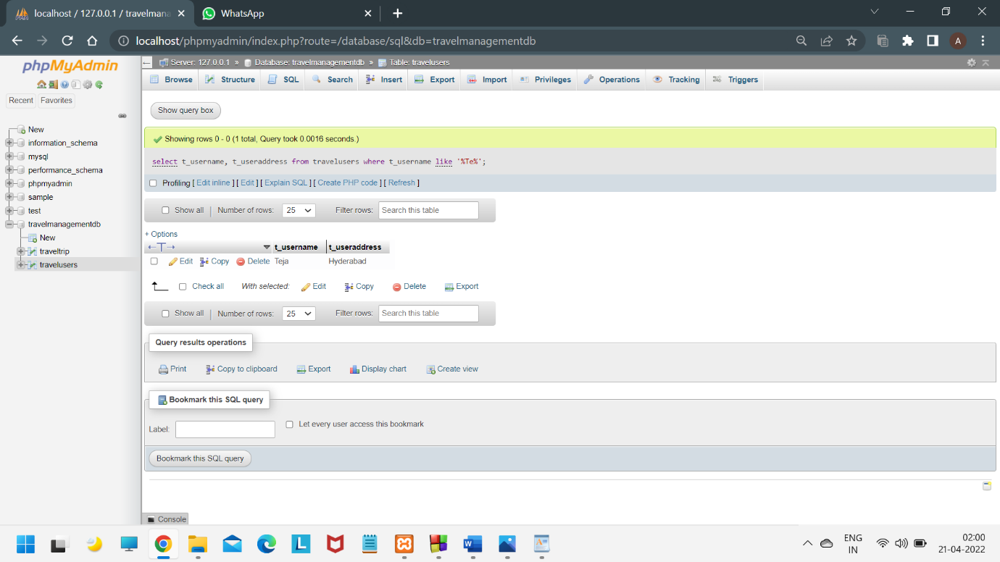 localhost / 127.0.0.1 / travelmana
WhatsApp
localhost/phpmyadmin/index.php?route=/database/sql&db=travelmanagementdb
A
phpMyAdmin
Recent Favorites
New
information_schema
mysql
performance_schema
phpmyadmin
sample
test
travelmanagementdb
New
traveltrip
travelusers
Server: 127.0.0.1 » Database: travelmanagementdb » Table: travelusers
Browse Structure SQL Search Insert Export Import Privileges Operations Tracking Triggers
Show query box
Showing rows 0 - 0 (1 total, Query took 0.0016 seconds.)
select t_username, t_useraddress from travelusers where t_username like '%Te%';
Profiling [ Edit inline ] [ Edit ] [ Explain SQL ] [ Create PHP code ] [ Refresh ]
Show all | Number of rows: 25 Filter rows: Search this table
+ Options
←T→ t_username t_useraddress
Edit Copy Delete Teja Hyderabad
Check all With selected: Edit Copy Delete Export
Show all | Number of rows: 25 Filter rows: Search this table
Query results operations
Print Copy to clipboard Export Display chart Create view
Bookmark this SQL query
Label: Let every user access this bookmark
Bookmark this SQL query
Console
ENG
IN
02:00
21-04-2022